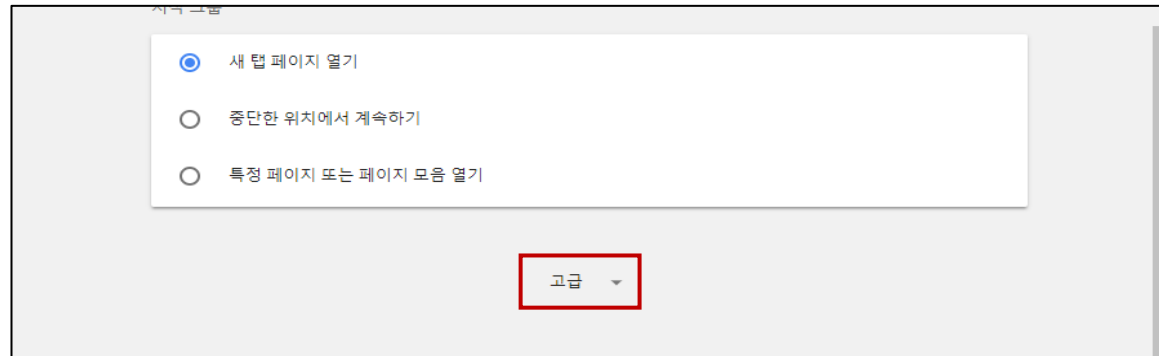 새 탭 페이지 열기
중단한 위치에서 계속하기
특정 페이지 또는 페이지 모음 열기
고급